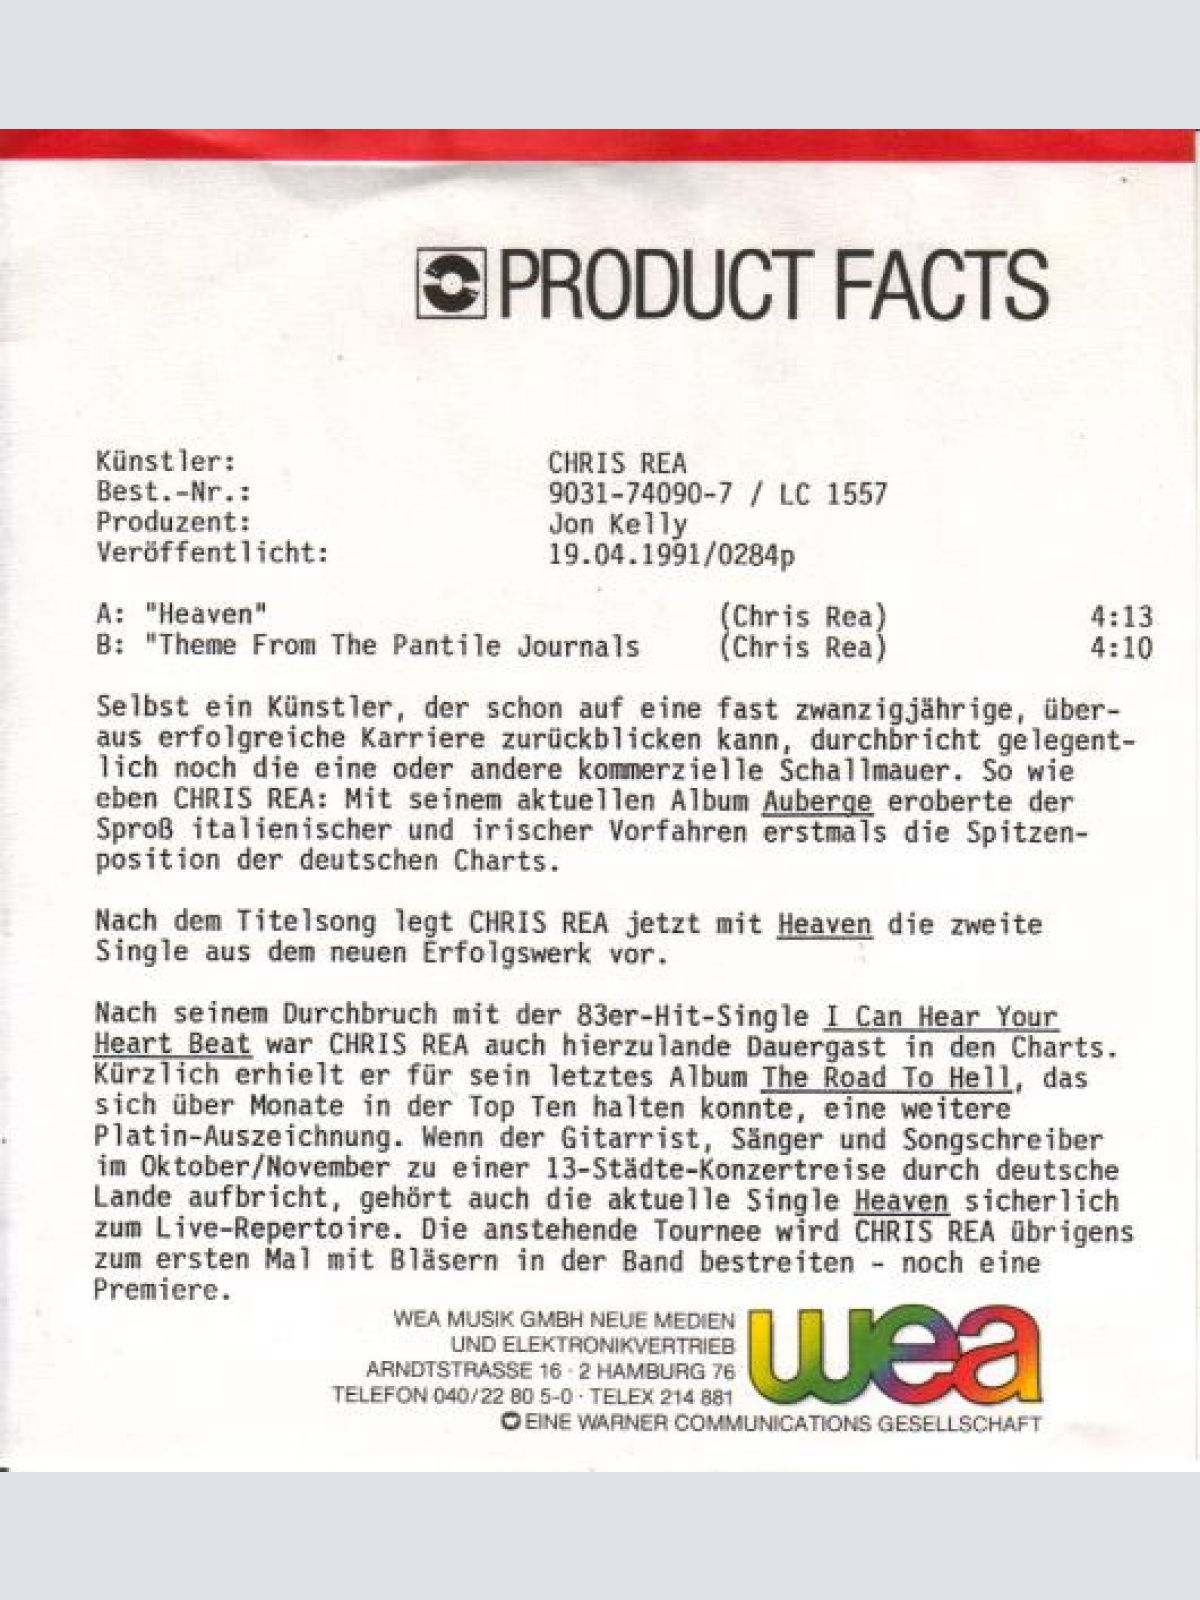 PRODUCT FACTS
Künstler: CHRIS REA
Best.-Nr.: 9031-74090-7 / LC 1557
Produzent: Jon Kelly
Veröffentlicht: 19.04.1991/0284p
A: "Heaven" (Chris Rea) 4:13
B: "Theme From The Pantile Journals (Chris Rea) 4:10
Selbst ein Künstler, der schon auf eine fast zwanzigjährige, über-
aus erfolgreiche Karriere zurückblicken kann, durchbricht gelegent-
lich noch die eine oder andere kommerzielle Schallmauer. So wie
eben CHRIS REA: Mit seinem aktuellen Album Auberge eroberte der
Sproß italienischer und irischer Vorfahren erstmals die Spitzen-
position der deutschen Charts.
Nach dem Titelsong legt CHRIS REA jetzt mit Heaven die zweite
Single aus dem neuen Erfolgswerk vor.
Nach seinem Durchbruch mit der 83er-Hit-Single I Can Hear Your
Heart Beat war CHRIS REA auch hierzulande Dauergast in den Charts.
Kürzlich erhielt er für sein letztes Album The Road To Hell, das
sich über Monate in der Top Ten halten konnte, eine weitere
Platin-Auszeichnung. Wenn der Gitarrist, Sänger und Songschreiber
im Oktober/November zu einer 13-Städte-Konzertreise durch deutsche
Lande aufbricht, gehört auch die aktuelle Single Heaven sicherlich
zum Live-Repertoire. Die anstehende Tournee wird CHRIS REA übrigens
zum ersten Mal mit Bläsern in der Band bestreiten - noch eine
Premiere.
WEA MUSIK GMBH NEUE MEDIEN
UND ELEKTRONIKVERTRIEB
ARNDTSTRASSE 16 · 2 HAMBURG 76
TELEFON 040/22 80 5-0 · TELEX 214 881
wea
EINE WARNER COMMUNICATIONS GESELLSCHAFT